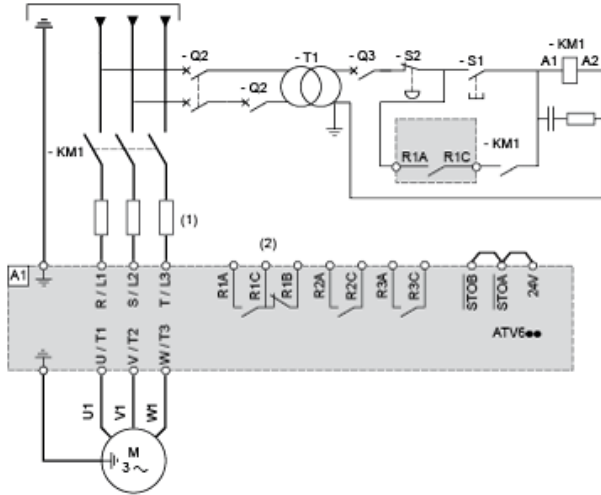 - Q2
- T1
- Q3
- S2
- S1
- KM1
A1
A2
- Q2
- KM1
R1A
R1C
- KM1
(1)
(2)
A1
R / L1
S / L2
T / L3
R1A
R1C
R1B
R2A
R2C
R3A
R3C
STOB
STOA
24V
U / T1
V / T2
W / T3
ATV6●●
U1
V1
W1
M
3 ~